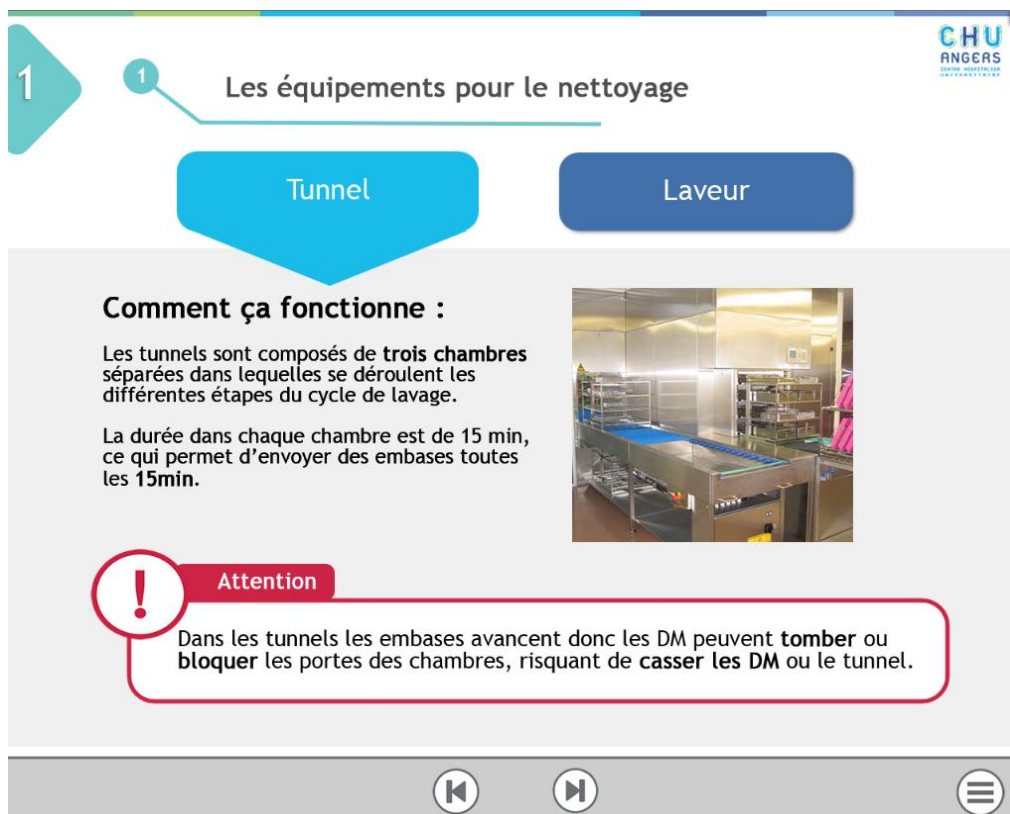 1
1
Les équipements pour le nettoyage
CHU
ANGERS
CENTRE HOSPITALIER
UNIVERSITAIRE
Tunnel
Laveur
Comment ça fonctionne :
Les tunnels sont composés de trois chambres
séparées dans lequelles se déroulent les
différentes étapes du cycle de lavage.
La durée dans chaque chambre est de 15 min,
ce qui permet d'envoyer des embases toutes
les 15min.
!
Attention
Dans les tunnels les embases avancent donc les DM peuvent tomber ou
bloquer les portes des chambres, risquant de casser les DM ou le tunnel.